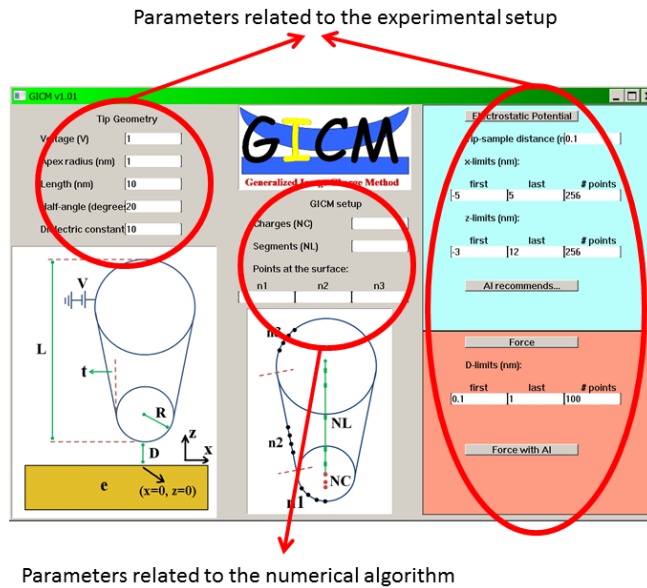 Parameters related to the experimental setup
GICM v1.01
Tip Geometry
Voltage (V) 1
Apex radius (nm) 1
Length (nm) 10
Half-angle (degrees 20
Dielectric constant 10
GICM
Generalized Image Charge Method
GICM setup
Charges (NC)
Segments (NL)
Points at the surface:
n1 n2 n3
Electrostatic Potential
Tip-sample distance (n 0.1
x-limits (nm):
first last # points
-5 5 256
z-limits (nm):
first last # points
-3 12 256
AI recommends...
Force
D-limits (nm):
first last # points
0.1 1 100
Force with AI
V
L
t
R
D
z
x
e
(x=0, z=0)
n3
n2
NL
NC
n1
Parameters related to the numerical algorithm